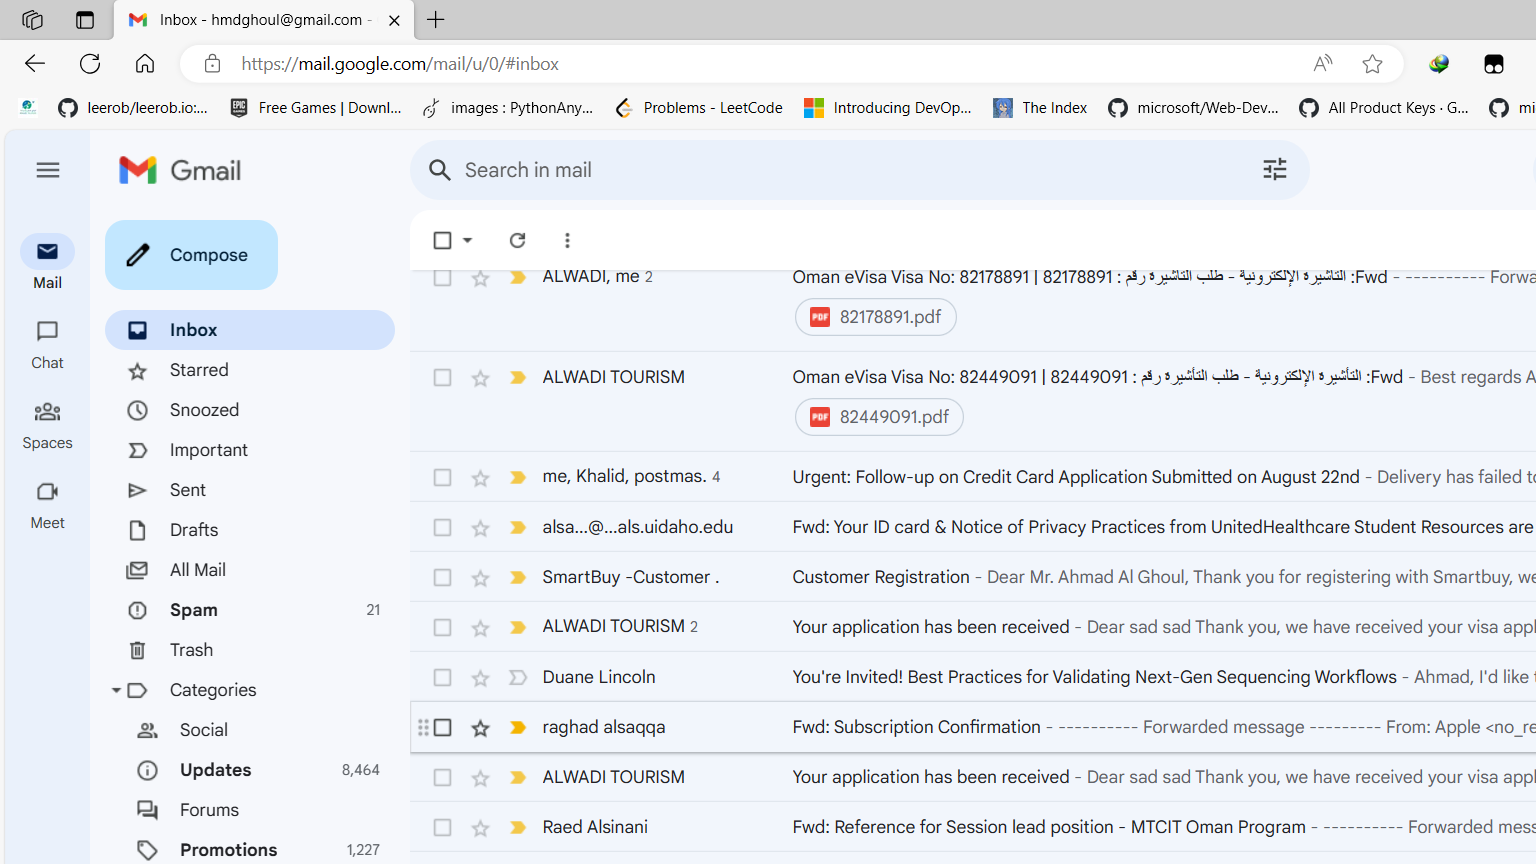 Inbox - hmdghoul@gmail.com -
https://mail.google.com/mail/u/0/#inbox
leerob/leerob.io:...
EPIC
Free Games | Downl...
images : PythonAny...
Problems - LeetCode
Introducing DevOp...
The Index
microsoft/Web-Dev...
All Product Keys · G...
mi
Gmail
Search in mail
Mail
Chat
Spaces
Meet
Compose
Inbox
Starred
Snoozed
Important
Sent
Drafts
All Mail
Spam 21
Trash
Categories
Social
Updates 8,464
Forums
Promotions 1,227
ALWADI, me 2
Oman eVisa Visa No: 82178891 | 82178891 : التأشيرة الإلكترونية - طلب التأشيرة رقم :Fwd - ---------- Forwa
PDF 82178891.pdf
ALWADI TOURISM
Oman eVisa Visa No: 82449091 | 82449091 : التأشيرة الإلكترونية - طلب التأشيرة رقم :Fwd - Best regards A
PDF 82449091.pdf
me, Khalid, postmas. 4
Urgent: Follow-up on Credit Card Application Submitted on August 22nd - Delivery has failed to
alsa...@...als.uidaho.edu
Fwd: Your ID card & Notice of Privacy Practices from UnitedHealthcare Student Resources are
SmartBuy -Customer .
Customer Registration - Dear Mr. Ahmad Al Ghoul, Thank you for registering with Smartbuy, we
ALWADI TOURISM 2
Your application has been received - Dear sad sad Thank you, we have received your visa appl
Duane Lincoln
You're Invited! Best Practices for Validating Next-Gen Sequencing Workflows - Ahmad, I'd like t
raghad alsaqqa
Fwd: Subscription Confirmation - ---------- Forwarded message --------- From: Apple <no_re
ALWADI TOURISM
Your application has been received - Dear sad sad Thank you, we have received your visa appl
Raed Alsinani
Fwd: Reference for Session lead position - MTCIT Oman Program - ---------- Forwarded mess